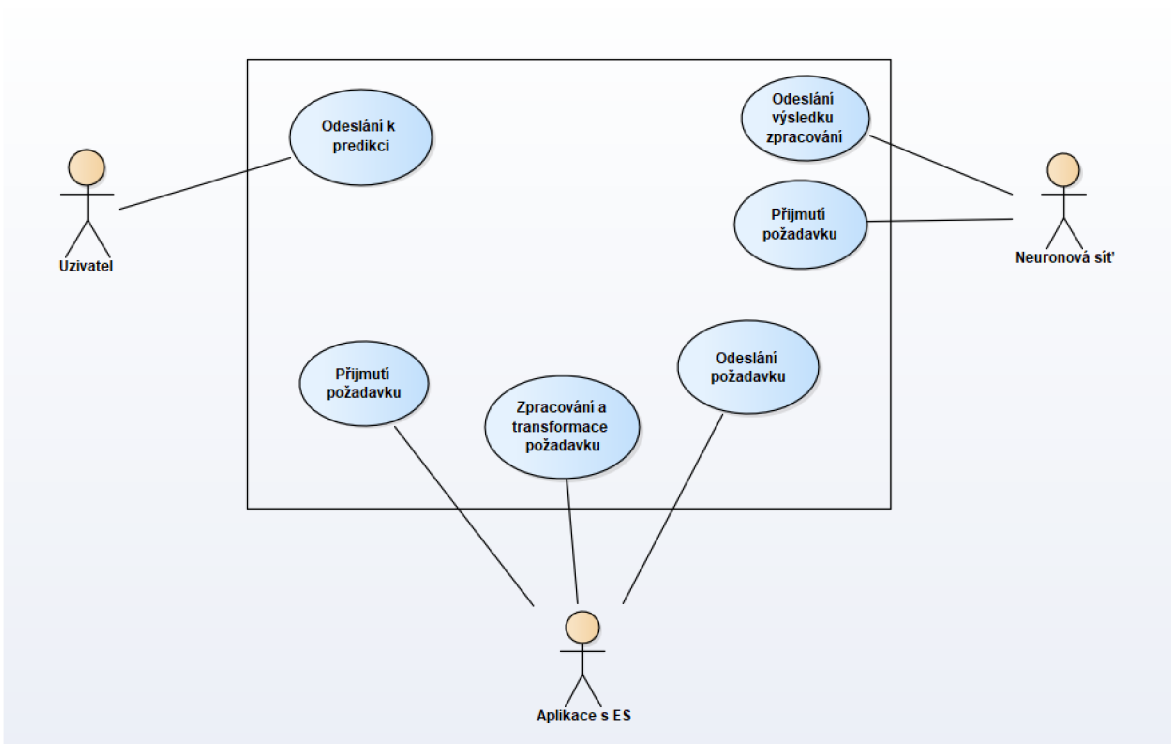 Odeslání k
predikci
Odeslání
výsledku
zpracování
Přijmutí
požadavku
Uzivatel
Neuronová síť
Přijmutí
požadavku
Zpracování a
transformace
požadavku
Odeslání
požadavku
Aplikace s ES